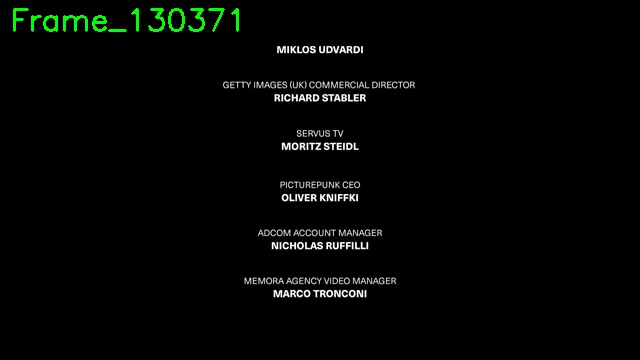 Frame_130371
MIKLOS UDVARDI
GETTY IMAGES (UK) COMMERCIAL DIRECTOR
RICHARD STABLER
SERVUS TV
MORITZ STEIDL
PICTUREPUNK CEO
OLIVER KNIFFKI
ADCOM ACCOUNT MANAGER
NICHOLAS RUFFILLI
MEMORA AGENCY VIDEO MANAGER
MARCO TRONCONI